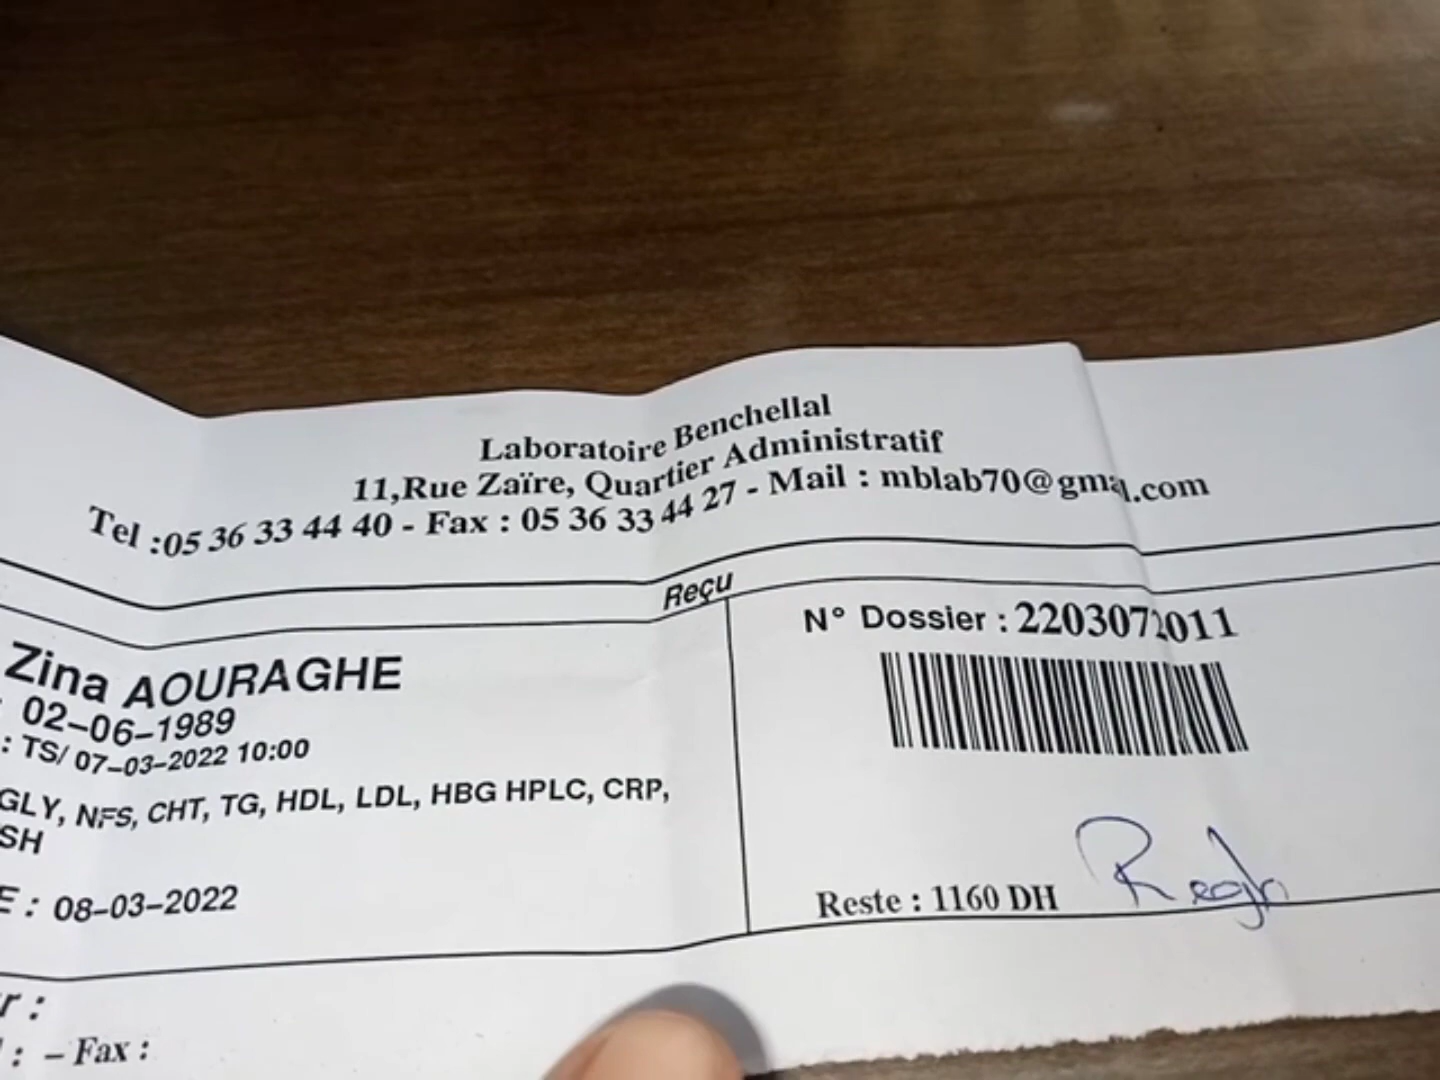 Laboratoire Benchellal
11,Rue Zaïre, Quartier Administratif
Tel :05 36 33 44 40 - Fax : 05 36 33 44 27 - Mail : mblab70@gmail.com
Reçu
Zina AOURAGHE
: 02-06-1989
: TS/ 07-03-2022 10:00
GLY, NFS, CHT, TG, HDL, LDL, HBG HPLC, CRP,
SH
E : 08-03-2022
N° Dossier : 2203072011
Reste : 1160 DH
r :
: - Fax :